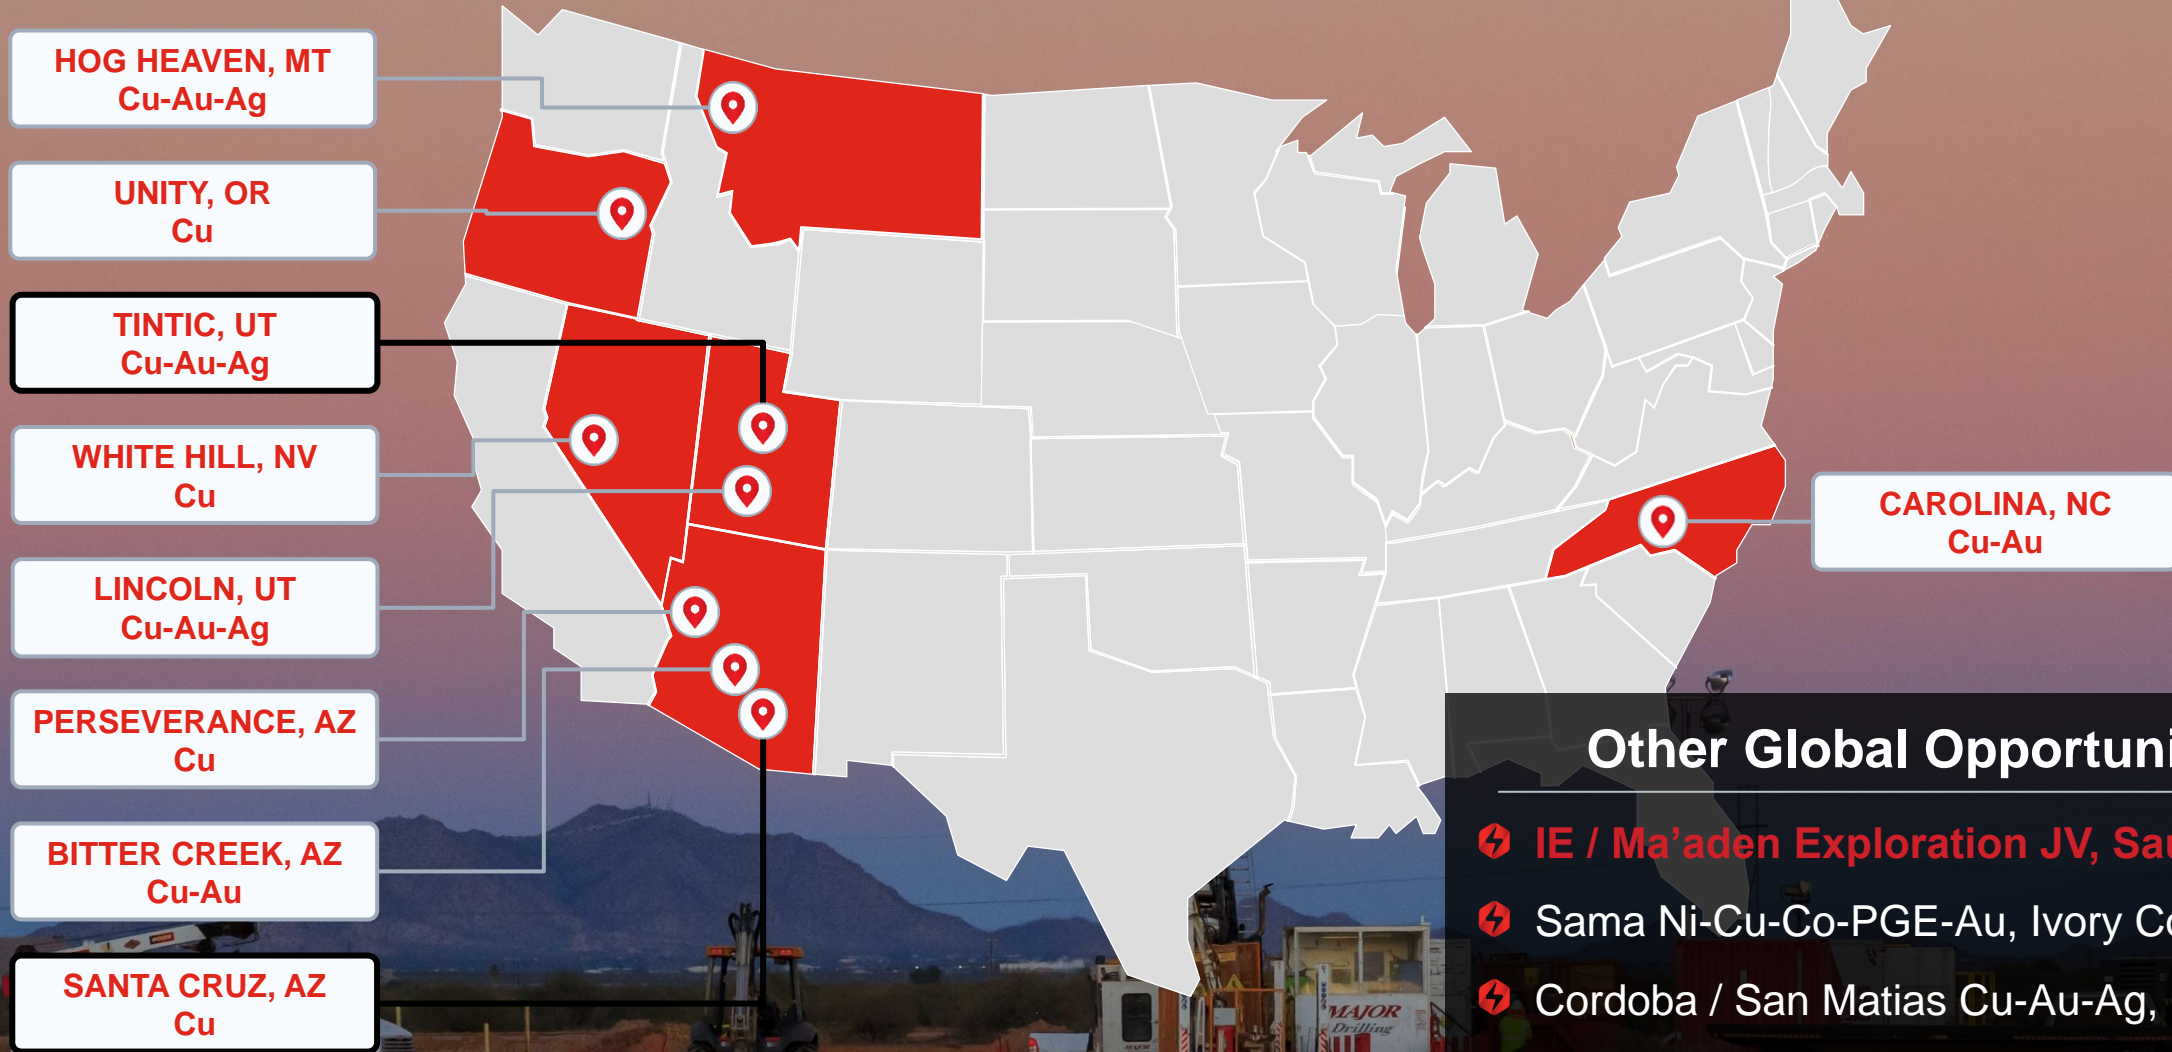 HOG HEAVEN, MT
Cu-Au-Ag
UNITY, OR
Cu
TINTIC, UT
Cu-Au-Ag
WHITE HILL, NV
Cu
LINCOLN, UT
Cu-Au-Ag
PERSEVERANCE, AZ
Cu
BITTER CREEK, AZ
Cu-Au
SANTA CRUZ, AZ
Cu
CAROLINA, NC
Cu-Au
Other Global Opportuni
IE / Ma’aden Exploration JV, Sau
Sama Ni-Cu-Co-PGE-Au, Ivory Co
Cordoba / San Matias Cu-Au-Ag,
MAJOR
Drilling